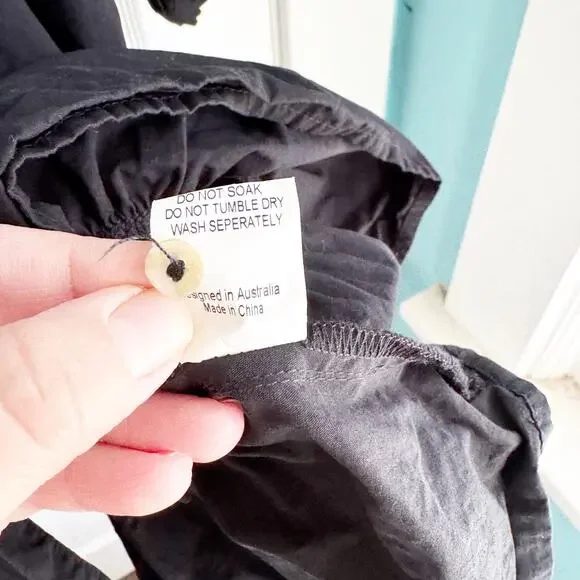 DO NOT SOAK
DO NOT TUMBLE DRY
WASH SEPERATELY
signed in Australia
Made in China